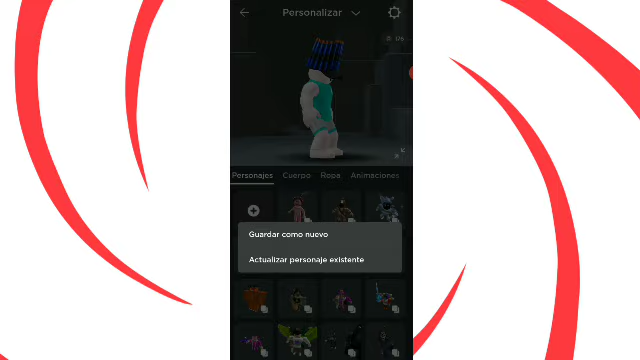 Personalizar
Personajes Cuerpo Ropa Animaciones
Guardar como nuevo
Actualizar personaje existente